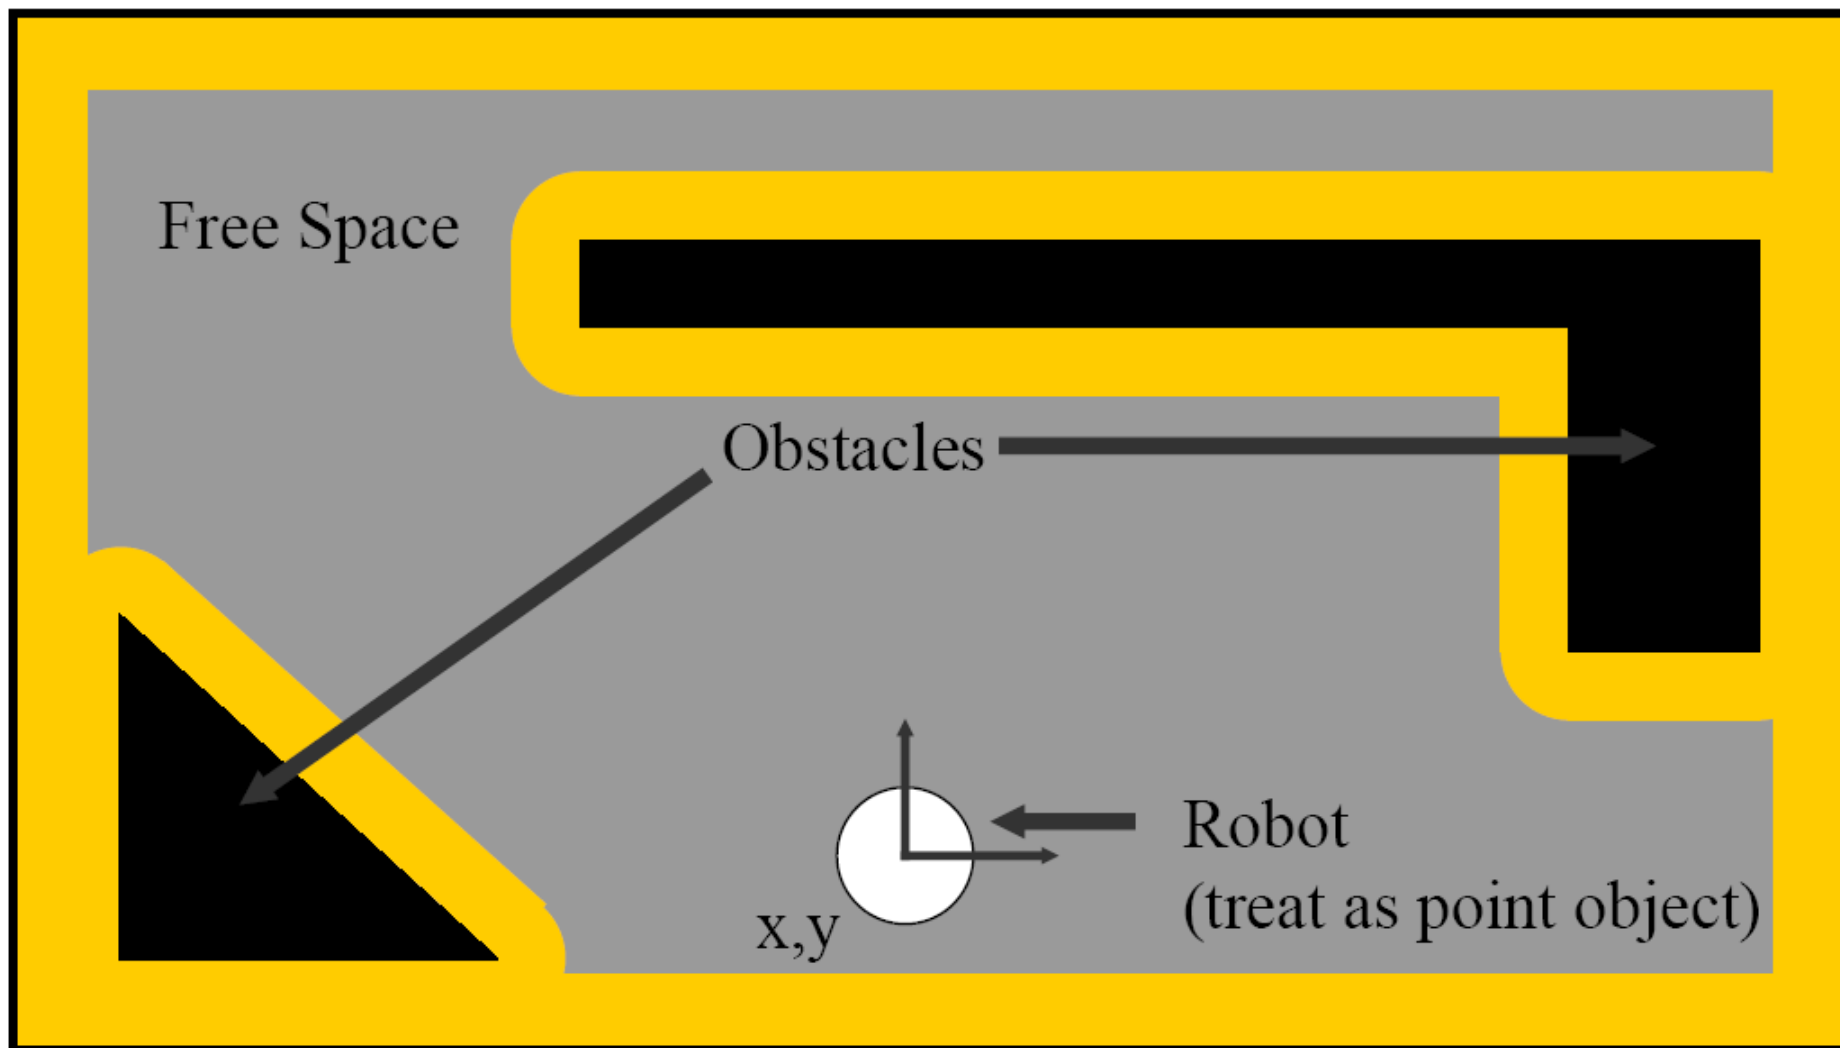 Free Space
Obstacles
Robot
(treat as point object)
x,y